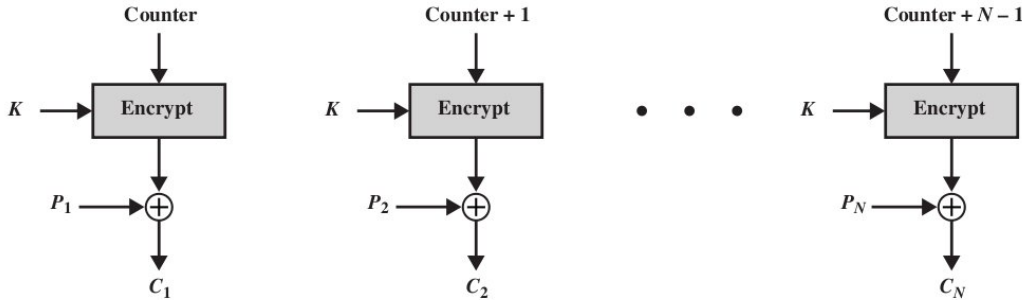 Counter Counter + 1 Counter + N – 1
K Encrypt K Encrypt • • • K Encrypt
P1 P2 PN
C1 C2 CN